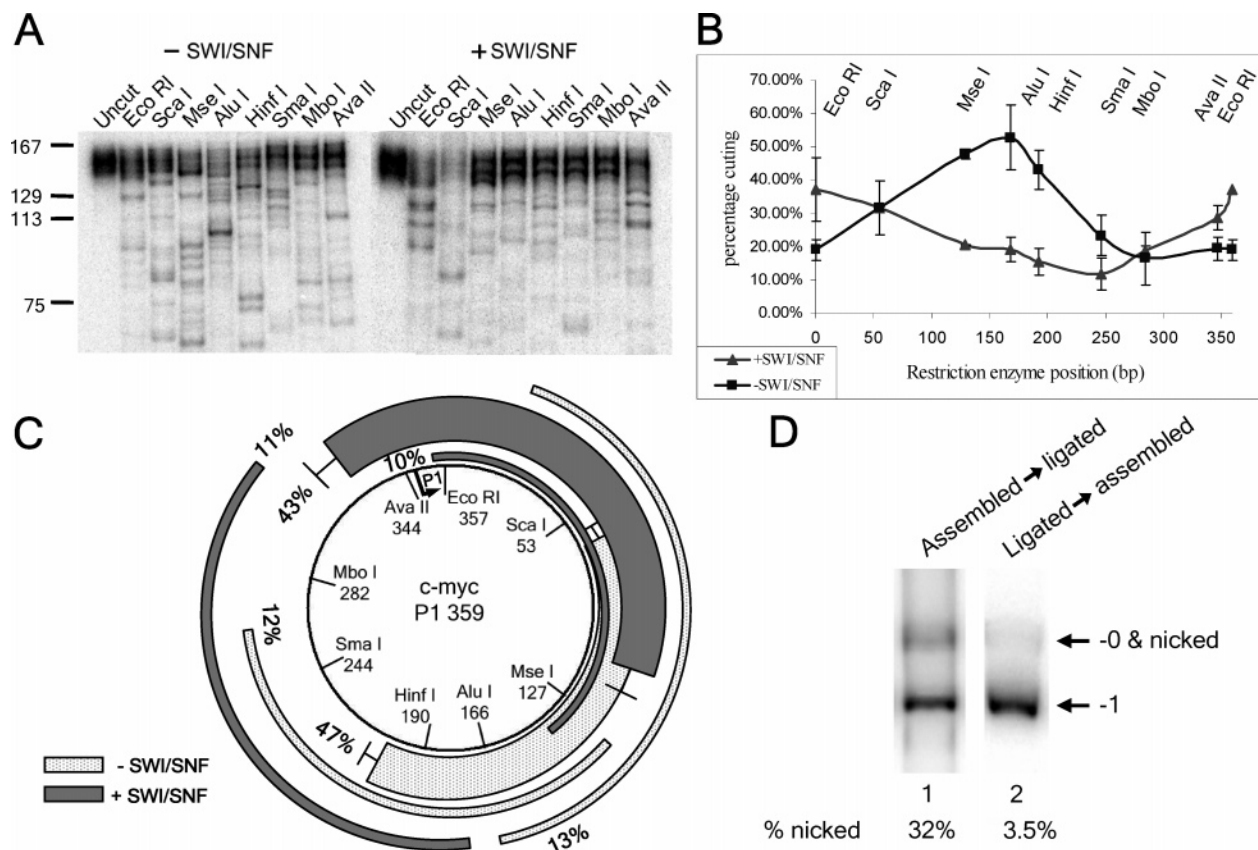 A
− SWI/SNF
+ SWI/SNF
Uncut
Eco RI
Sca I
Mse I
Alu I
Hinf I
Sma I
Mbo I
Ava II
Uncut
Eco RI
Sca I
Mse I
Alu I
Hinf I
Sma I
Mbo I
Ava II
167
129
113
75
B
Eco RI
Sca I
Mse I
Alu I
Hinf I
Sma I
Mbo I
Ava II
Eco RI
percentage cuting
70.00%
60.00%
50.00%
40.00%
30.00%
20.00%
10.00%
0.00%
0 50 100 150 200 250 300 350
Restriction enzyme position (bp)
+SWI/SNF
-SWI/SNF
C
11%
43%
10%
P1
Eco RI
357
Ava II
344
Sca I
53
Mbo I
282
c-myc
P1 359
12%
Sma I
244
Mse I
127
Hinf I
190
Alu I
166
47%
13%
- SWI/SNF
+ SWI/SNF
D
Assembled → ligated
Ligated → assembled
← -0 & nicked
← -1
1 2
% nicked 32% 3.5%